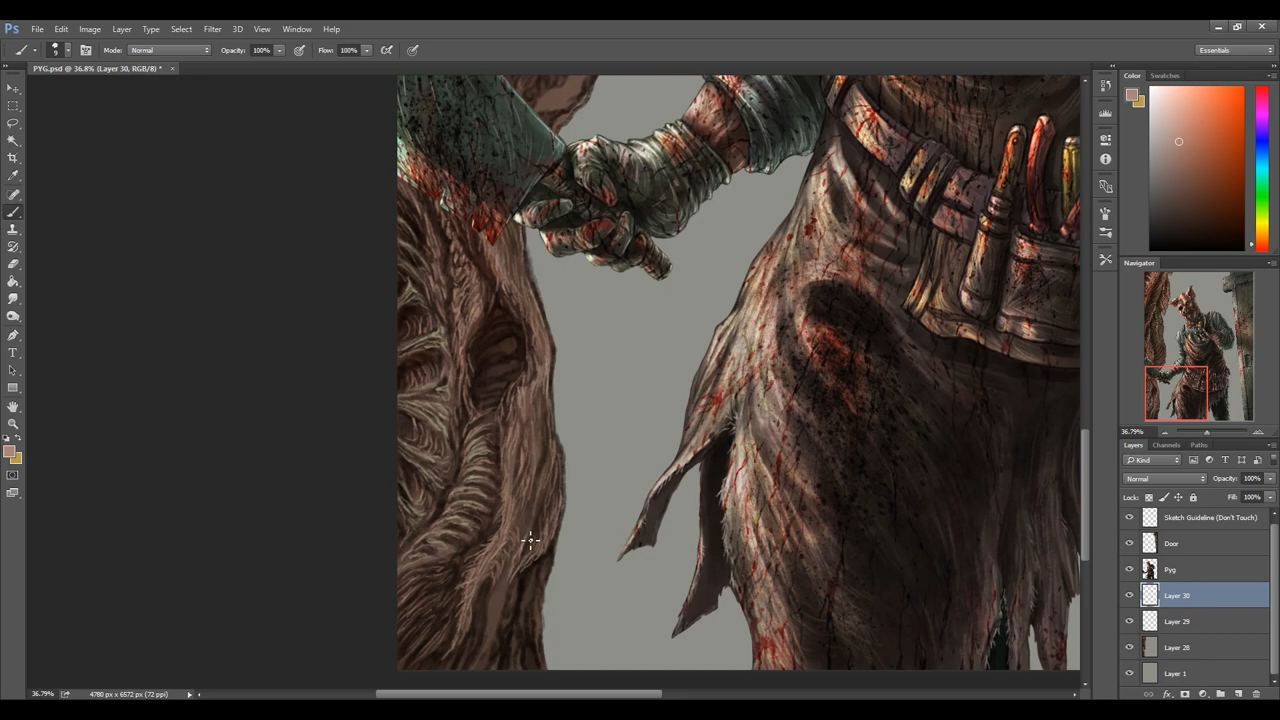 Ps File Edit Image Layer Type Select Filter 3D View Window Help
9 Mode: Normal Opacity: 100% Flow: 100% Essentials
PYG.psd @ 36.8% (Layer 30, RGB/8) * ×
Color Swatches
Navigator
36.79%
Layers Channels Paths
Kind
Normal Opacity: 100%
Lock: Fill: 100%
Sketch Guideline (Don't Touch)
Door
Pyg
Layer 30
Layer 29
Layer 28
Layer 1
36.79% 4780 px x 6572 px (72 ppi)